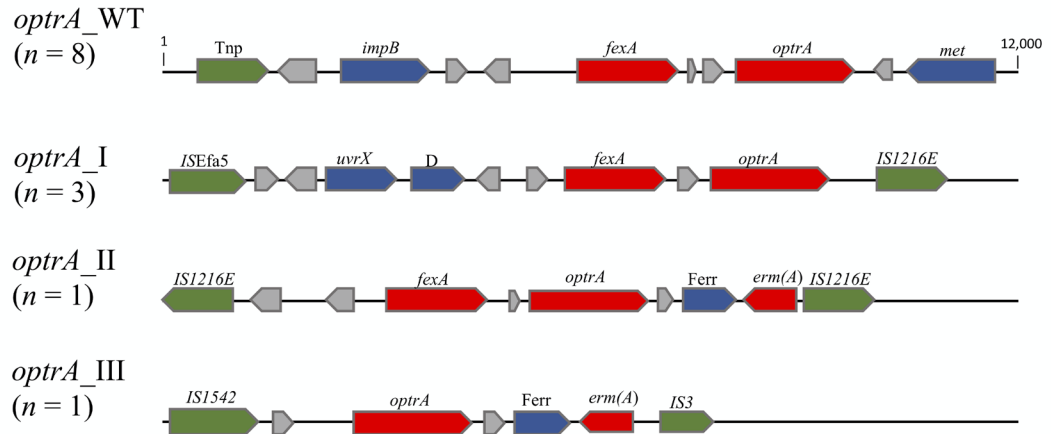 optrA_WT
(n = 8)
1 Tnp impB fexA optrA met 12,000
optrA_I
(n = 3)
ISEfa5 uvrX D fexA optrA IS1216E
optrA_II
(n = 1)
IS1216E fexA optrA Ferr erm(A) IS1216E
optrA_III
(n = 1)
IS1542 optrA Ferr erm(A) IS3